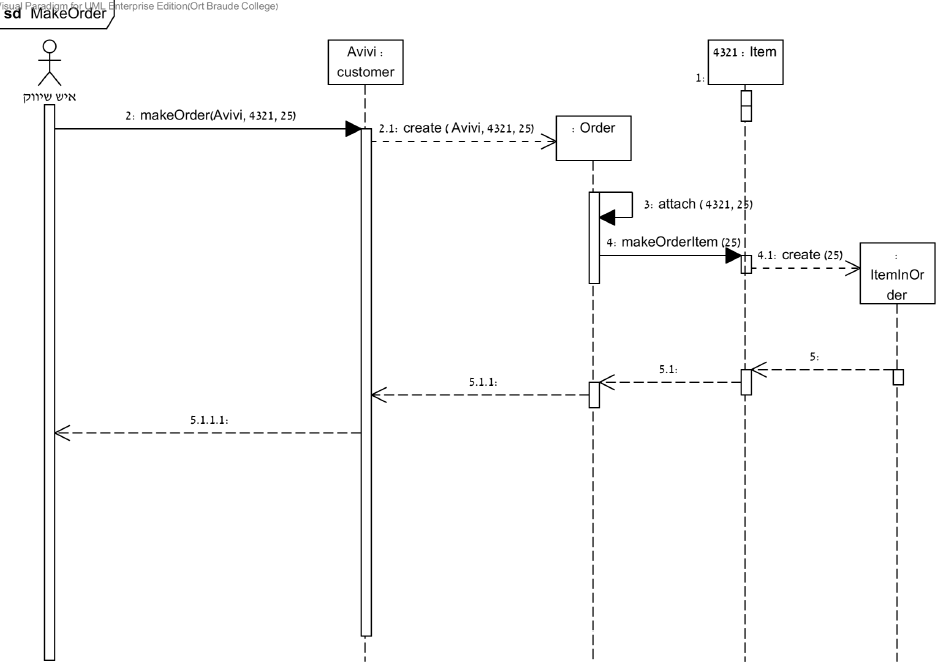 Visual Paradigm for UML Enterprise Edition(Ort Braude College)
sd MakeOrder
איש שיווק
Avivi :
customer
4321 : Item
1:
2: makeOrder(Avivi, 4321, 25)
2.1: create ( Avivi, 4321, 25)
: Order
3: attach ( 4321, 25)
4: makeOrderItem (25)
4.1: create (25)
:
ItemInOr
der
5:
5.1:
5.1.1:
5.1.1.1: